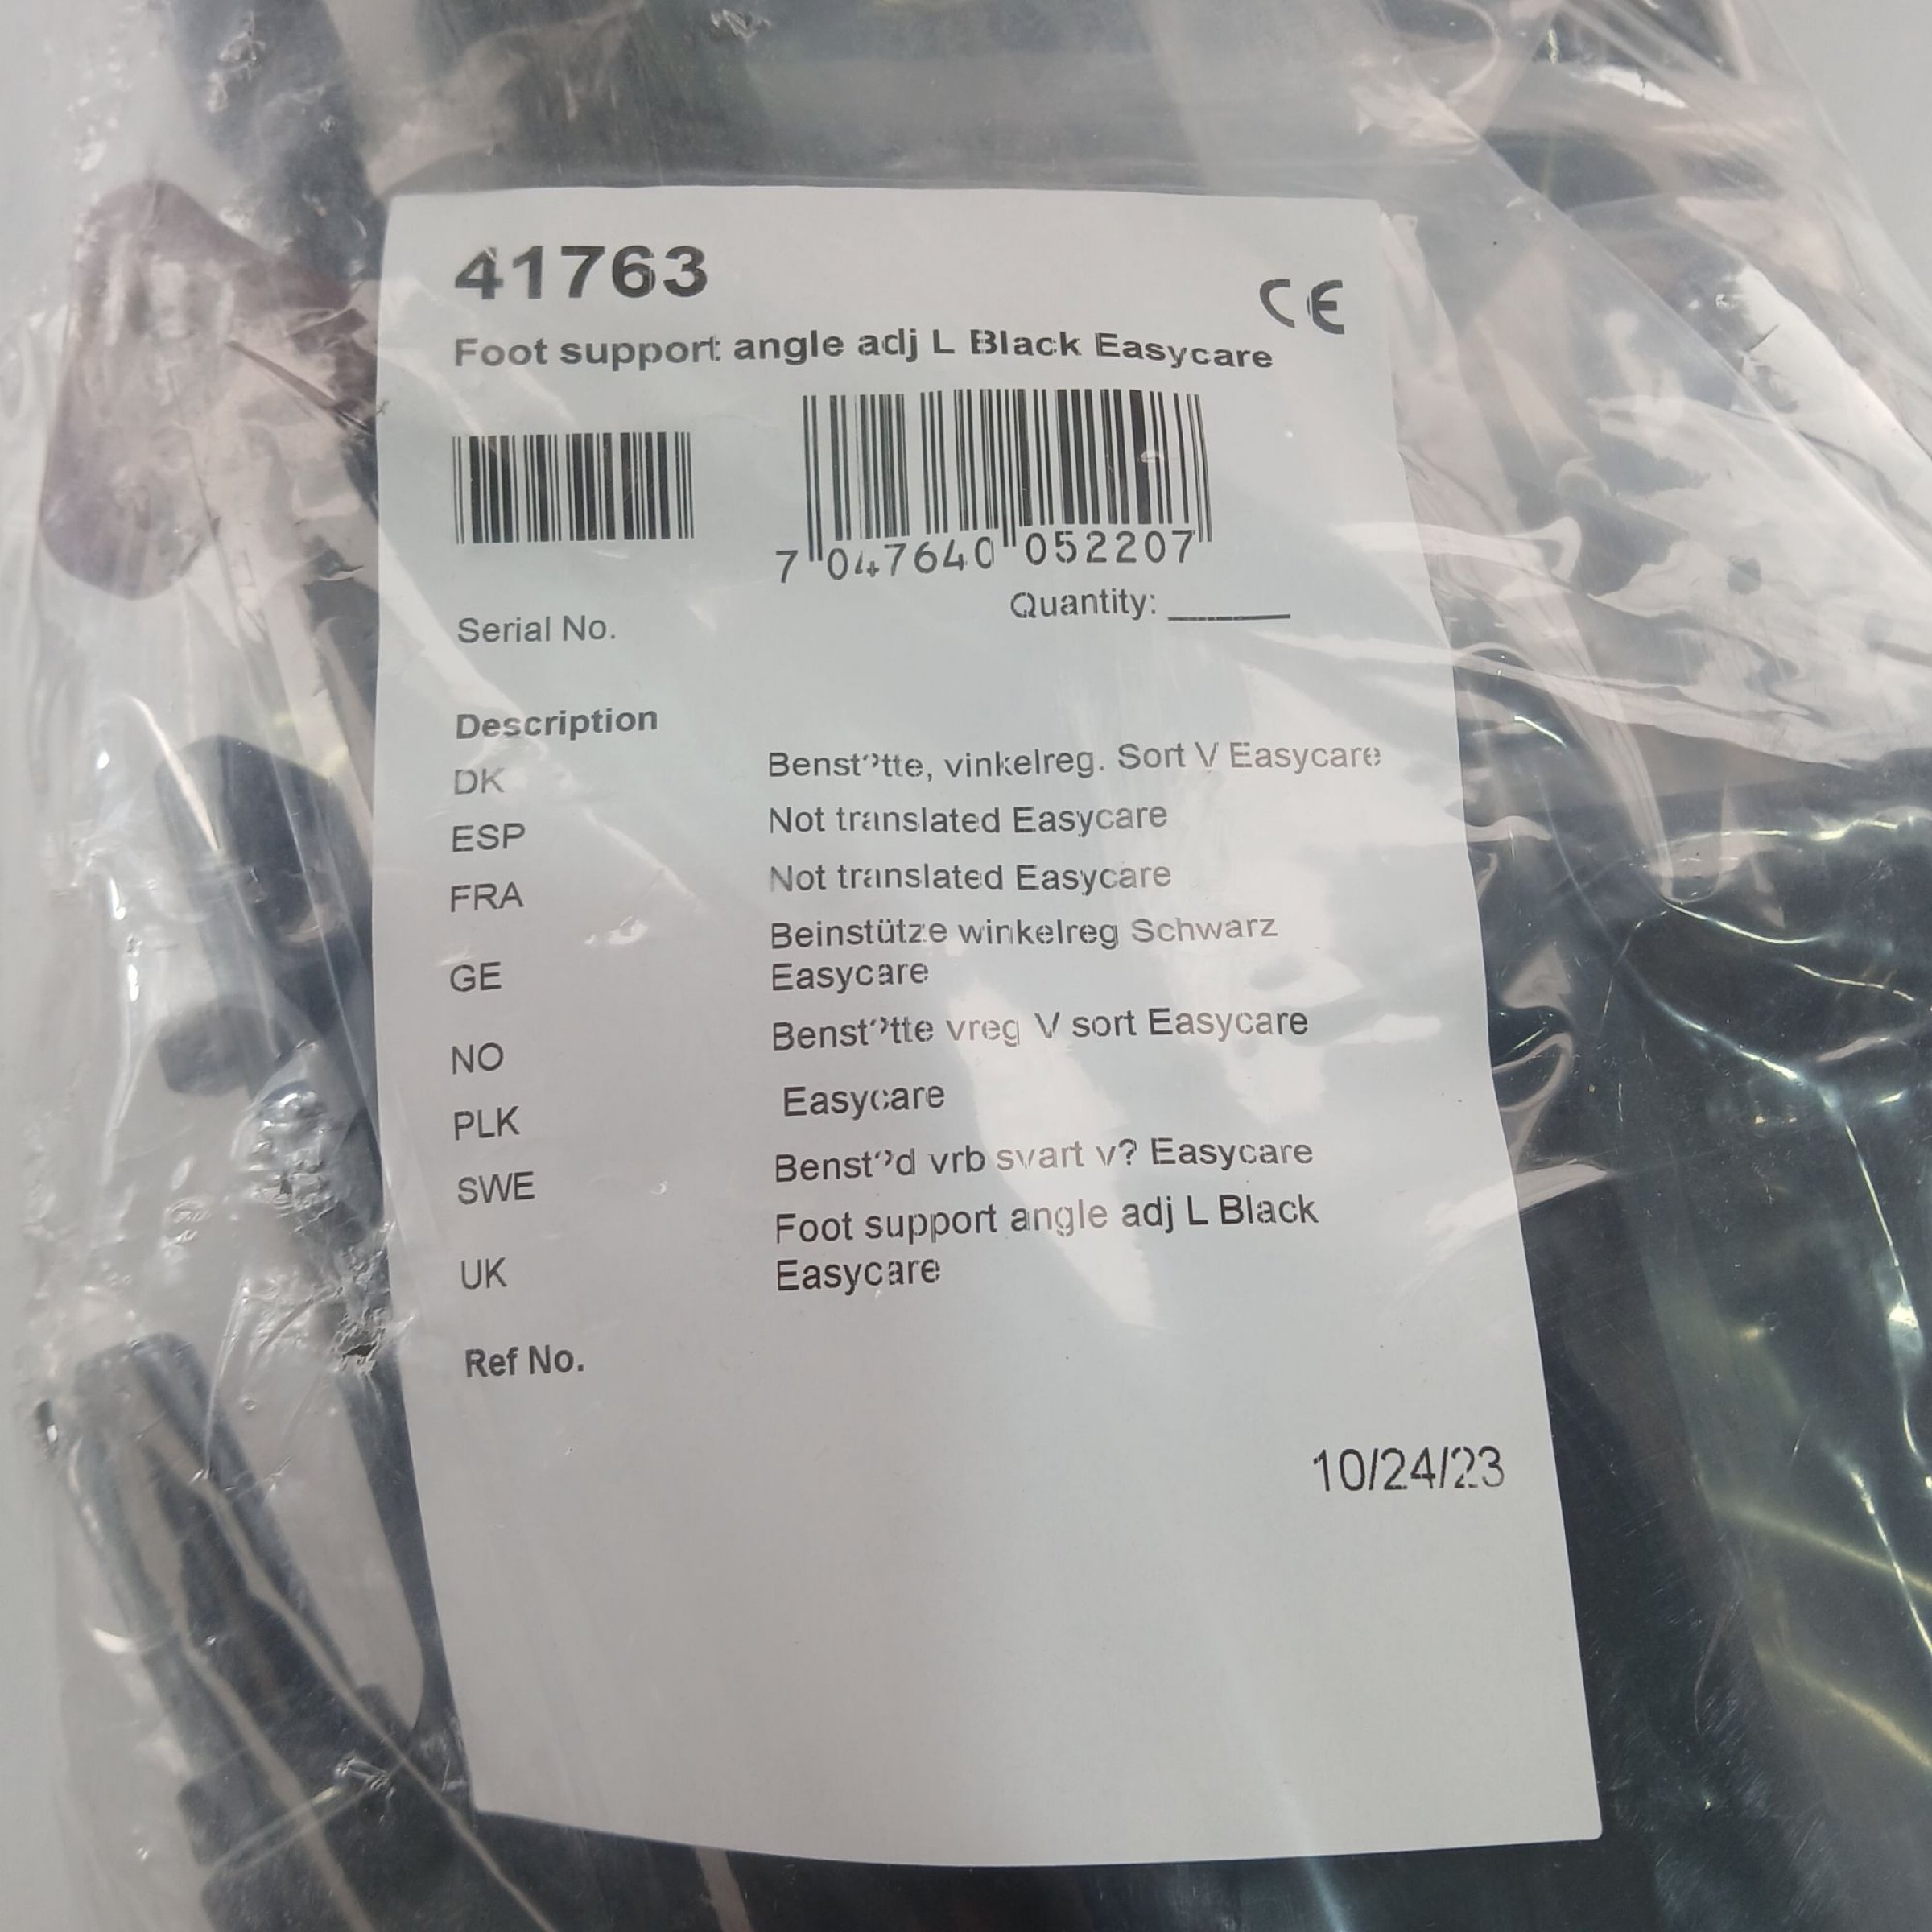 41763
CE
Foot support angle adj L Black Easycare
7 047640 052207
Quantity: ______
Serial No.
Description
DK Benst“’tte, vinkelreg. Sort V Easycare
ESP Not translated Easycare
FRA Not translated Easycare
GE Beinstütze winkelreg Schwarz
Easycare
NO Benst“’tte vreg V sort Easycare
PLK Easycare
SWE Benst“’d vrb svart v? Easycare
UK Foot support angle adj L Black
Easycare
Ref No.
10/24/23